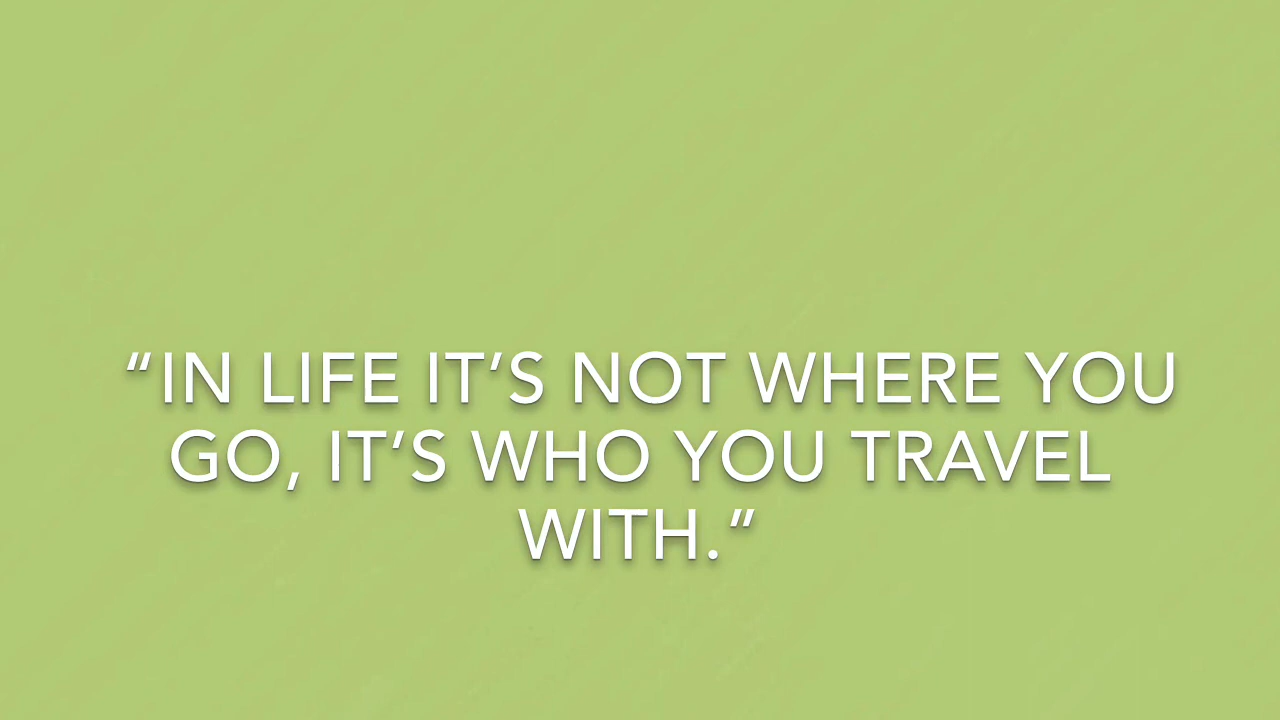 “IN LIFE IT’S NOT WHERE YOU
GO, IT’S WHO YOU TRAVEL
WITH.”